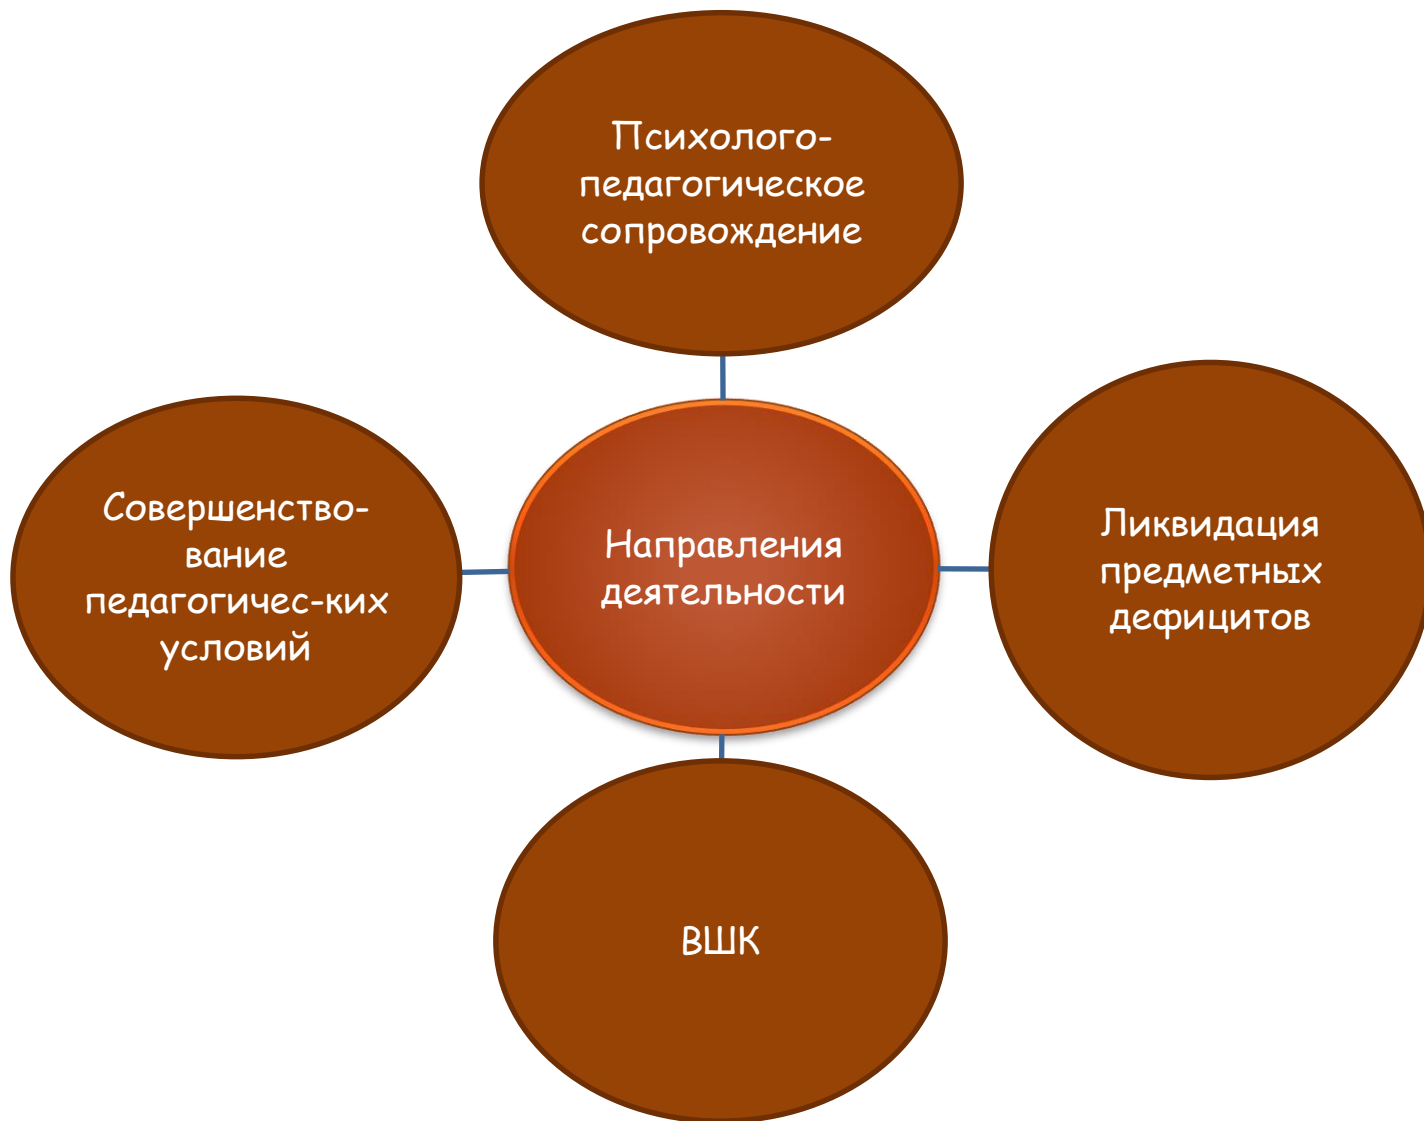 Психолого-
педагогическое
сопровождение
Совершенство-
вание
педагогичес-ких
условий
Направления
деятельности
Ликвидация
предметных
дефицитов
ВШК